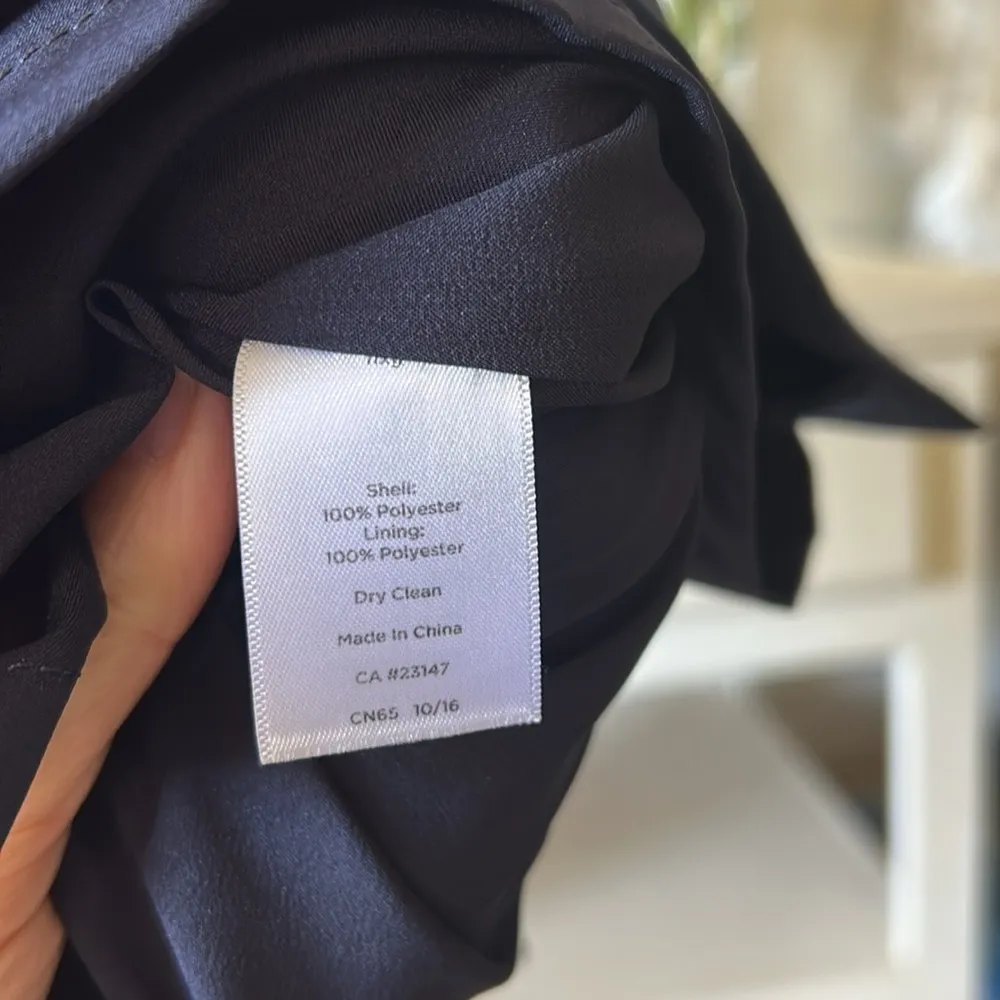 Shell:
100% Polyester
Lining:
100% Polyester
Dry Clean
Made In China
CA #23147
CN65 10/16